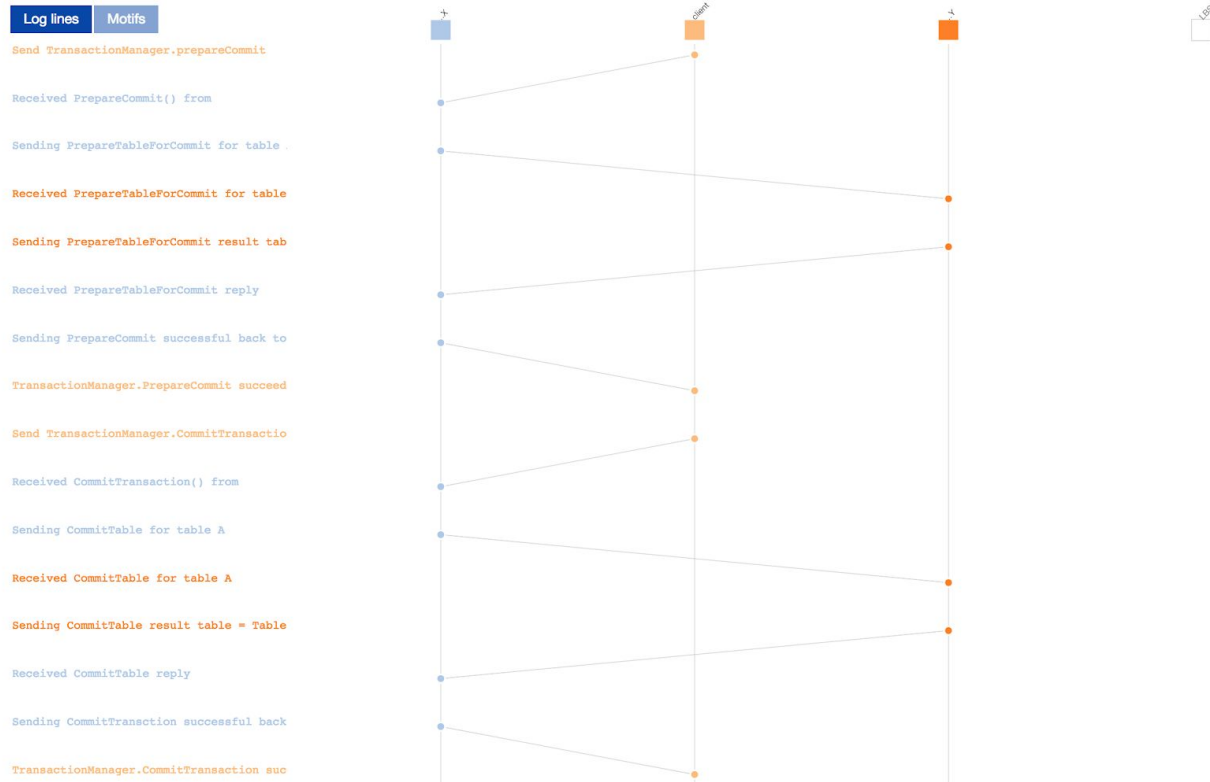 Log lines
Motifs
_X
client
_Y
Send TransactionManager.prepareCommit
Received PrepareCommit() from
Sending PrepareTableForCommit for table
Received PrepareTableForCommit for table
Sending PrepareTableForCommit result tab
Received PrepareTableForCommit reply
Sending PrepareCommit successful back to
TransactionManager.PrepareCommit succeed
Send TransactionManager.CommitTransactio
Received CommitTransaction() from
Sending CommitTable for table A
Received CommitTable for table A
Sending CommitTable result table = Table
Received CommitTable reply
Sending CommitTransction successful back
TransactionManager.CommitTransaction suc